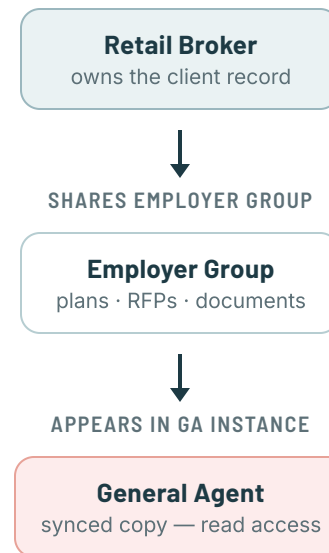 Retail Broker
owns the client record
SHARES EMPLOYER GROUP
Employer Group
plans · RFPs · documents
APPEARS IN GA INSTANCE
General Agent
synced copy — read access